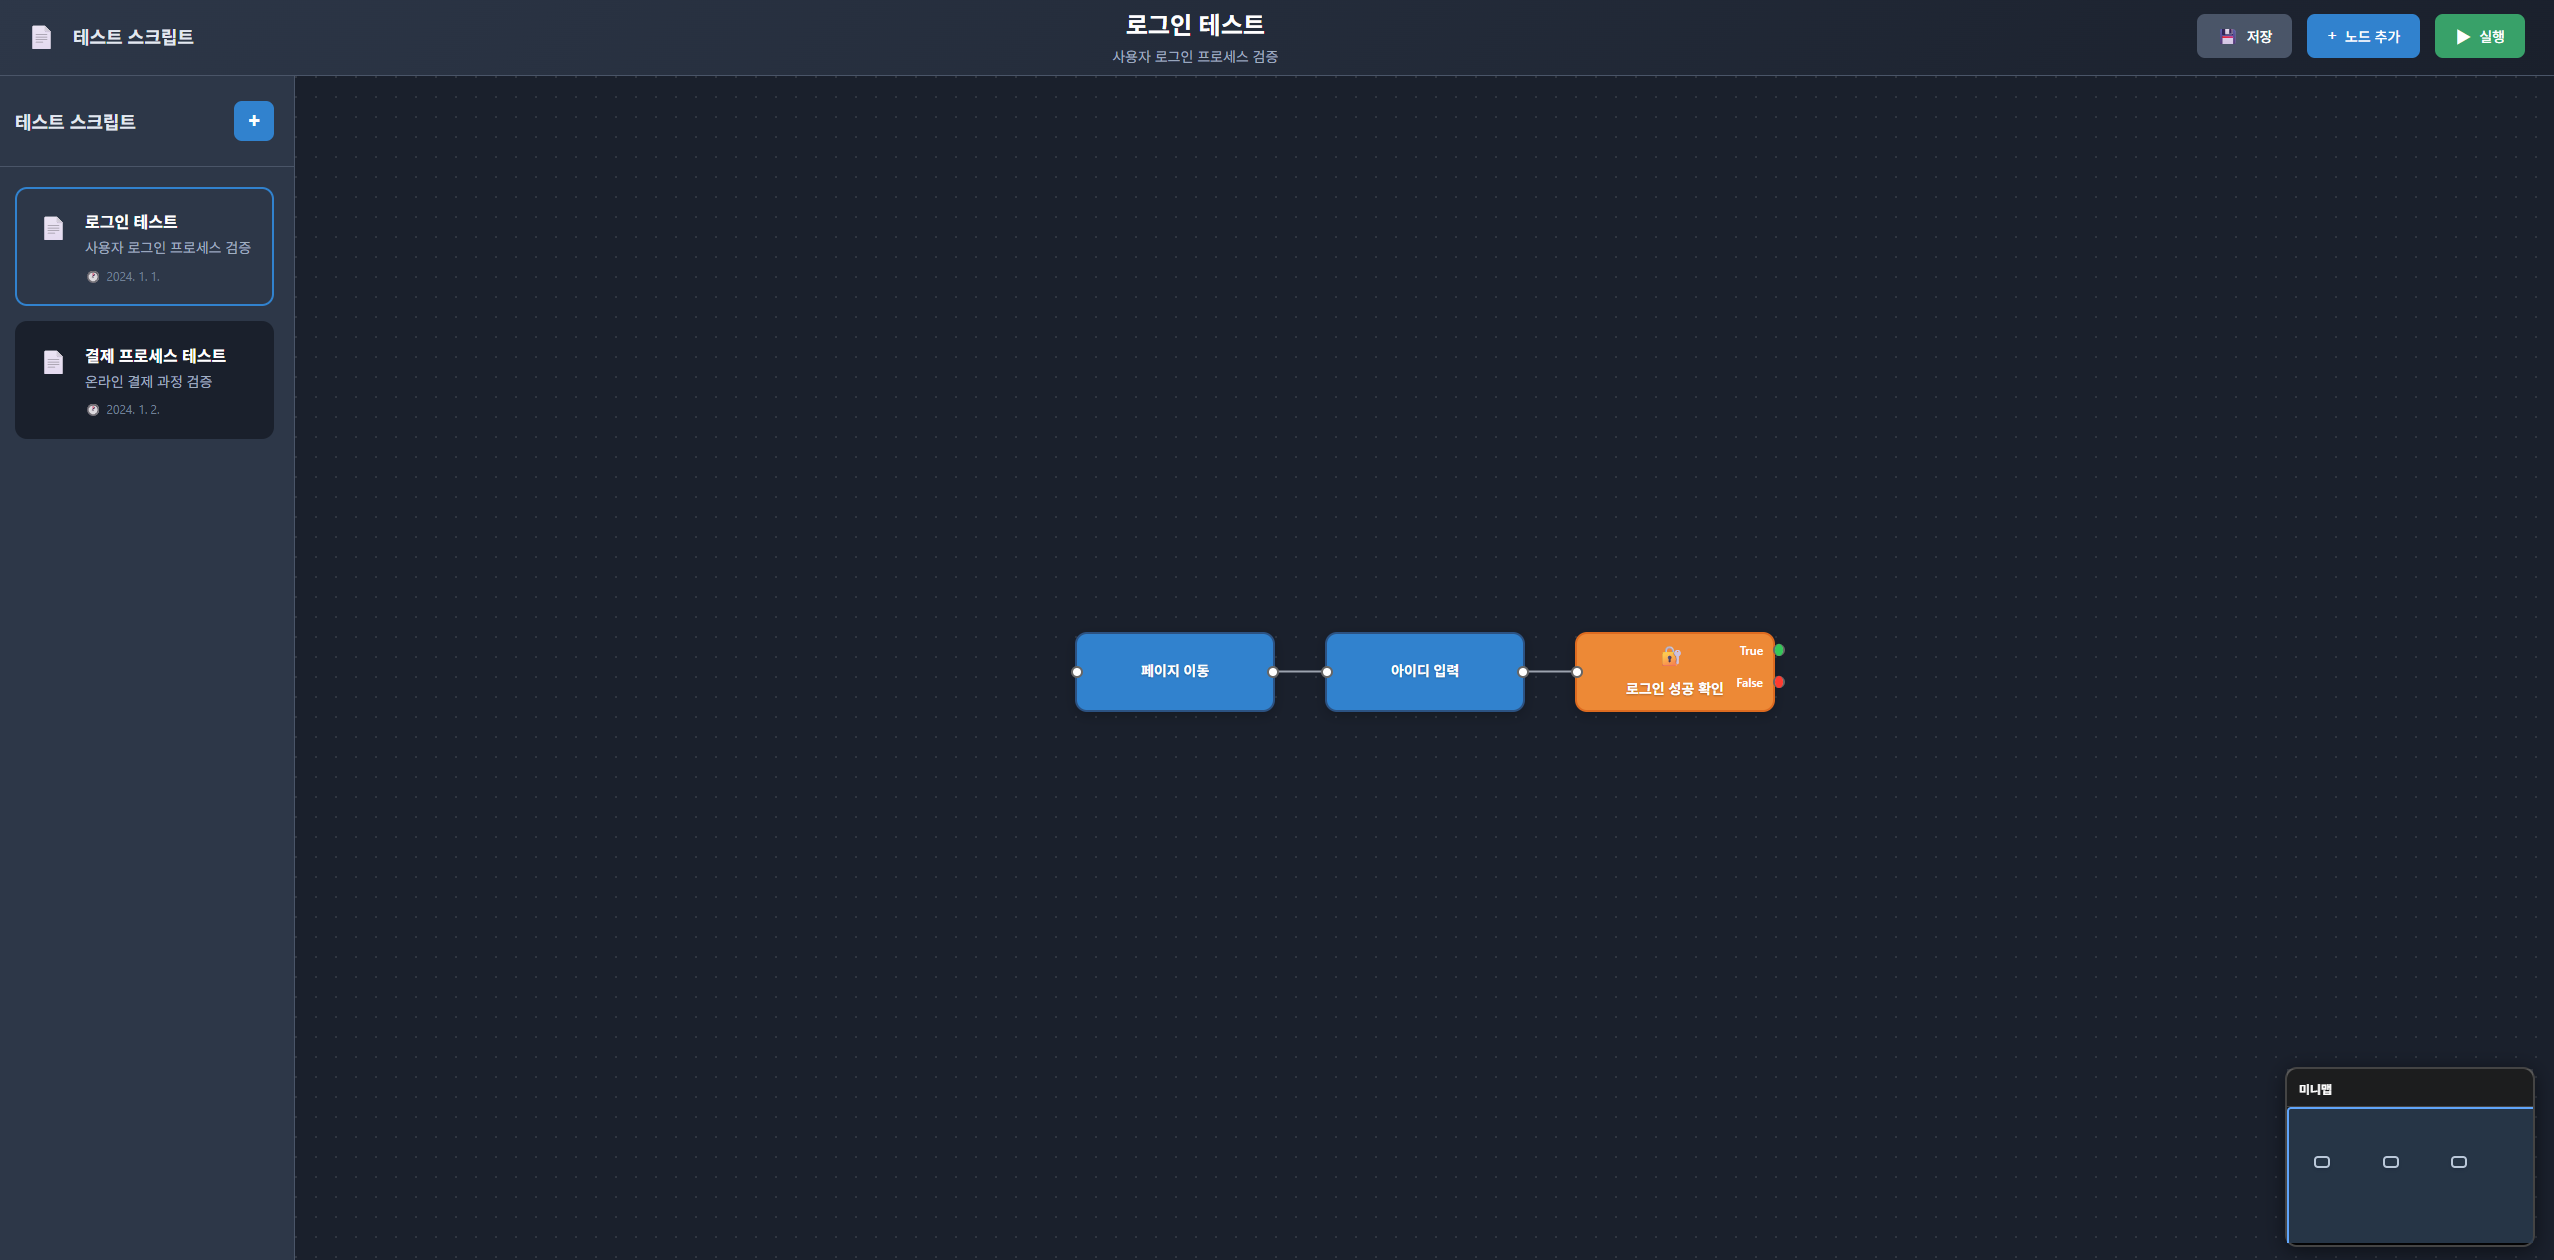 테스트 스크립트
로그인 테스트
사용자 로그인 프로세스 검증
저장
+ 노드 추가
실행
테스트 스크립트
+
로그인 테스트
사용자 로그인 프로세스 검증
2024. 1. 1.
결제 프로세스 테스트
온라인 결제 과정 검증
2024. 1. 2.
페이지 이동
아이디 입력
True
로그인 성공 확인
False
미니맵